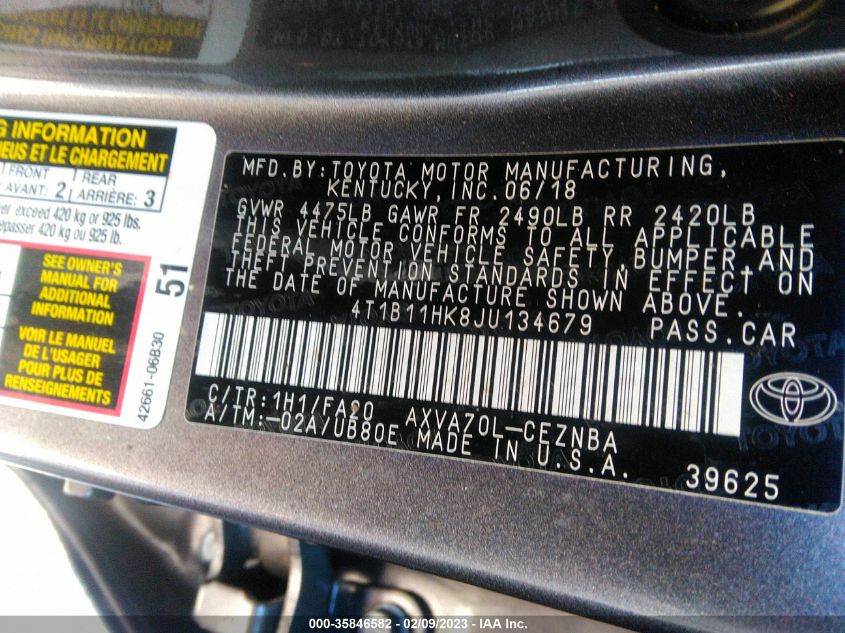 G INFORMATION
NEUS ET LE CHARGEMENT
FRONT
AVANT: 2
REAR
ARRIÈRE: 3
er exceed 420 kg or 925 lbs.
epasser 420 kg ou 925 lb.
SEE OWNER'S
MANUAL FOR
ADDITIONAL
INFORMATION
VOIR LE MANUEL
DE L'USAGER
POUR PLUS DE
RENSEIGNEMENTS
51
42661-06B30
MFD.BY:TOYOTA MOTOR MANUFACTURING,
KENTUCKY,INC.06/18
GVWR 4475LB GAWR FR 2490LB RR 2420LB
THIS VEHICLE CONFORMS TO ALL APPLICABLE
FEDERAL MOTOR VEHICLE SAFETY,BUMPER,AND
THEFT PREVENTION STANDARDS IN EFFECT ON
THE DATE OF MANUFACTURE SHOWN ABOVE.
4T1B11HK8JU134679 PASS.CAR
C/TR:1H1/FA20 AXVA70L-CEZNBA
A/TM:-02A/UB80E MADE IN U.S.A.
39625
TOYOTA
000-35846582 - 02/09/2023 - IAA Inc.